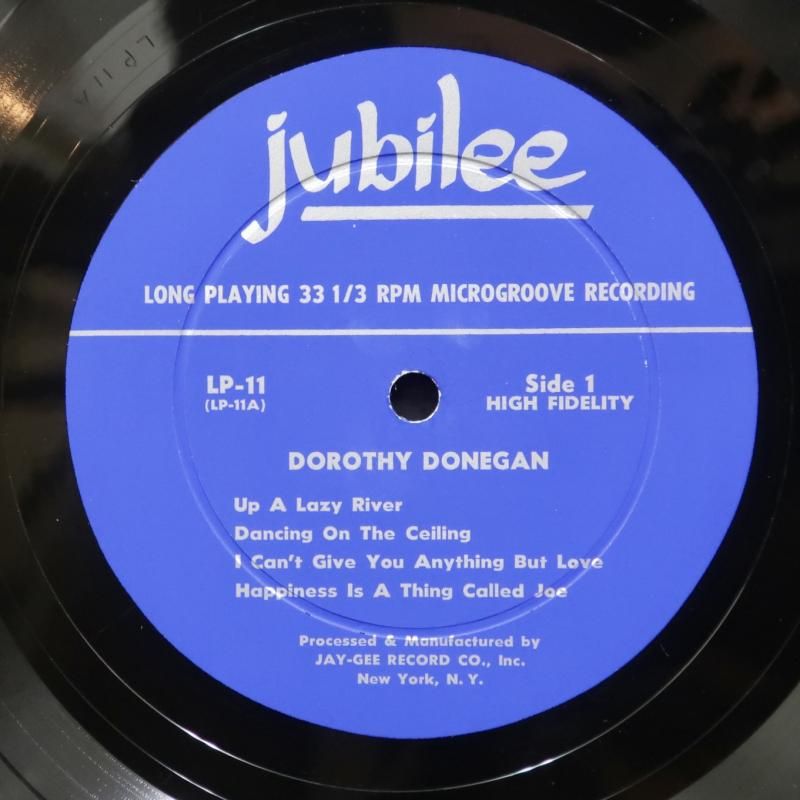 LP 11 A
jubilee
LONG PLAYING 33 1/3 RPM MICROGROOVE RECORDING
LP-11
(LP-11A)
Side 1
HIGH FIDELITY
DOROTHY DONEGAN
Up A Lazy River
Dancing On The Ceiling
I Can't Give You Anything But Love
Happiness Is A Thing Called Joe
Processed & Manufactured by
JAY-GEE RECORD CO., Inc.
New York, N. Y.